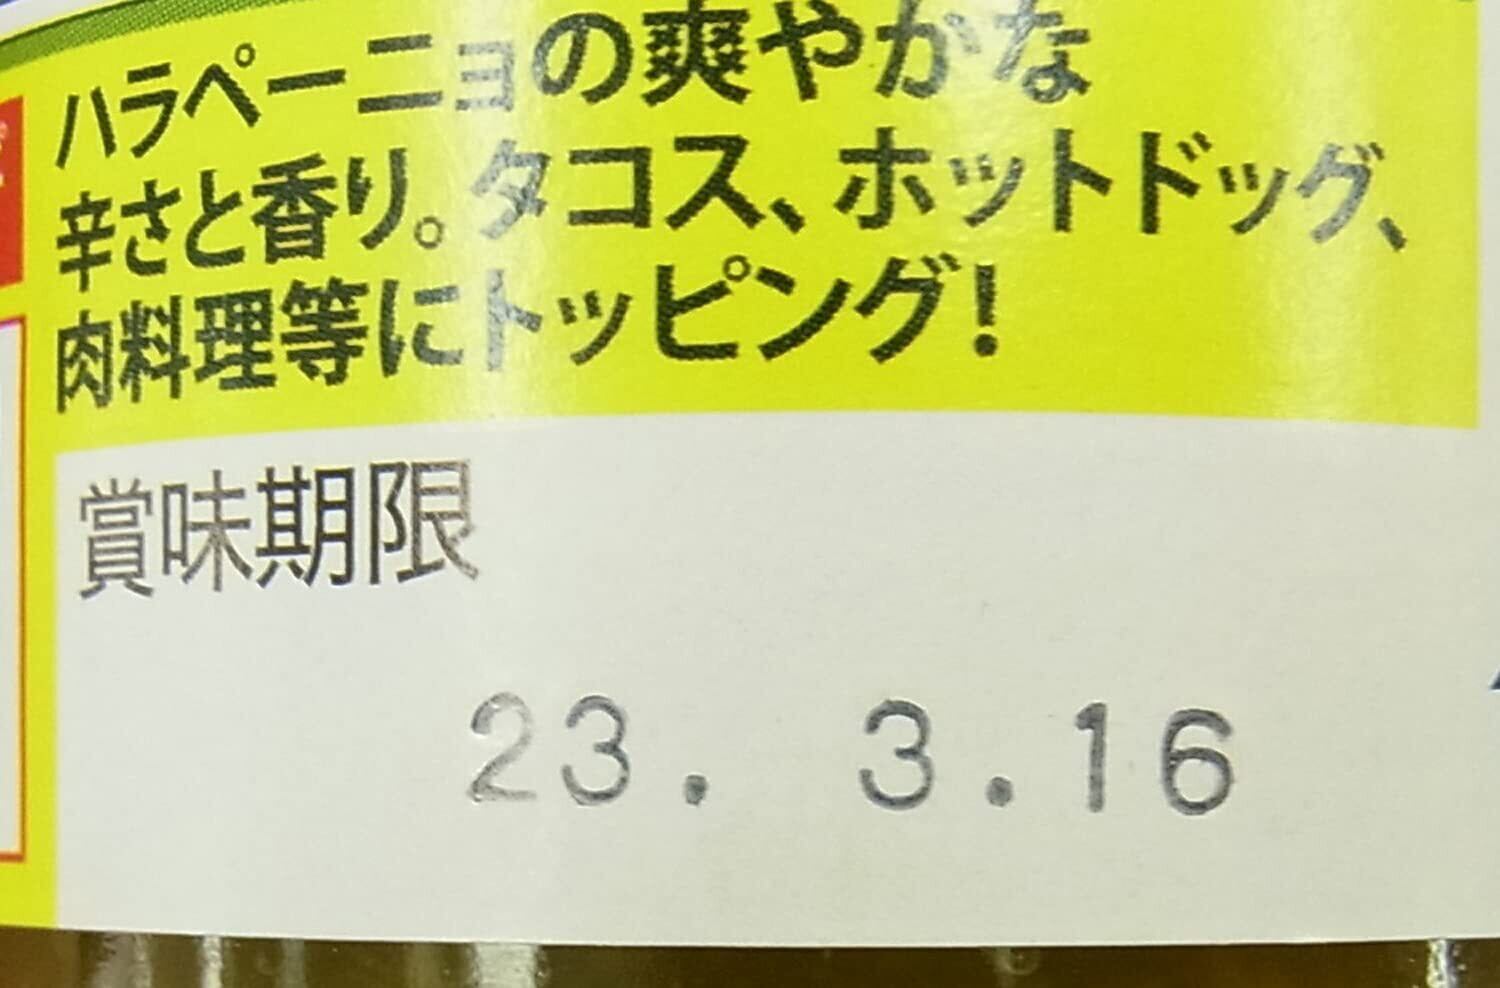 ハラペーニョの爽やかな
辛さと香り。タコス、ホットドッグ、
肉料理等にトッピング!
賞味期限
23. 3.16